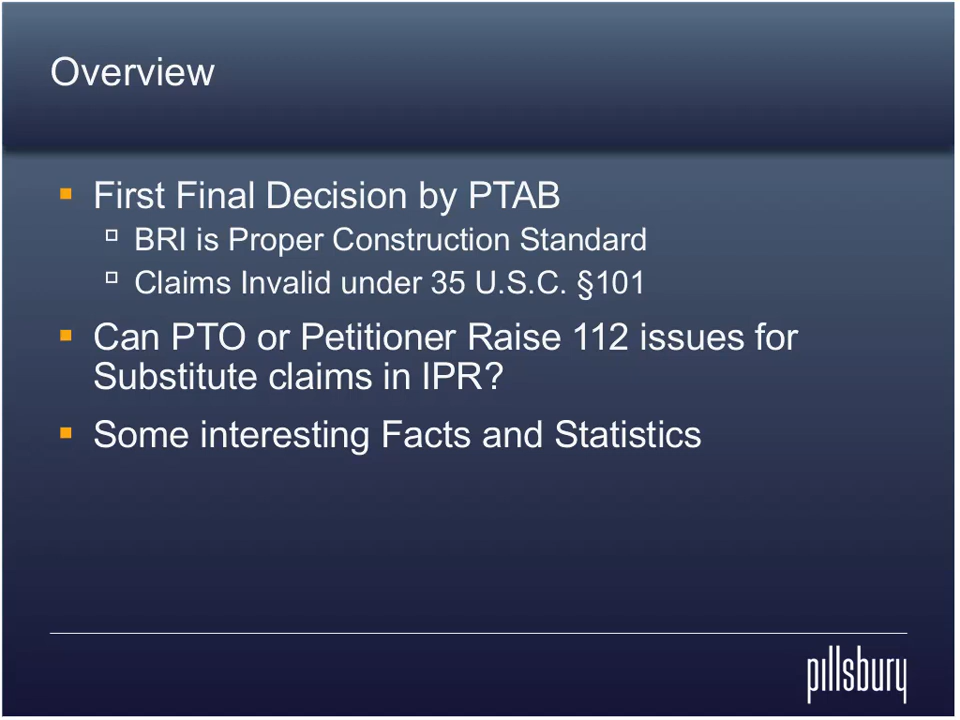 Overview
First Final Decision by PTAB
BRI is Proper Construction Standard
Claims Invalid under 35 U.S.C. §101
Can PTO or Petitioner Raise 112 issues for
Substitute claims in IPR?
Some interesting Facts and Statistics
pillsbury